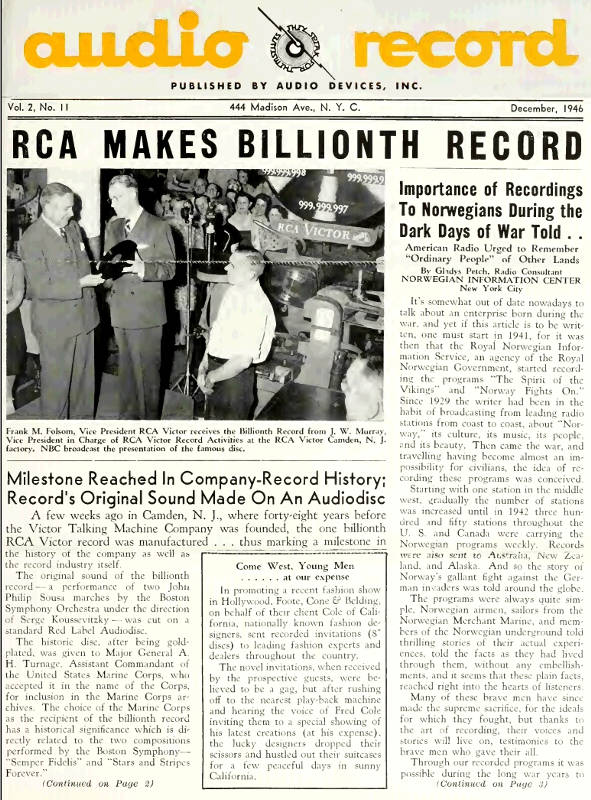 audio record
THEY SPEAK FOR THEMSELVES
PUBLISHED BY AUDIO DEVICES, INC.
Vol. 2, No. 11
444 Madison Ave., N. Y. C.
December, 1946
RCA MAKES BILLIONTH RECORD
999,999,998
999,999,9
999,999,997
RCA VICTOR
Frank M. Folsom, Vice President RCA Victor receives the Billionth Record from J. W. Murray,
Vice President in Charge of RCA Victor Record Activities at the RCA Victor Camden, N. J.
factory. NBC broadcast the presentation of the famous disc.
Milestone Reached In Company-Record History;
Record's Original Sound Made On An Audiodisc
A few weeks ago in Camden, N. J., where forty-eight years before
the Victor Talking Machine Company was founded, the one billionth
RCA Victor record was manufactured . . . thus marking a milestone in
the history of the company as well as
the record industry itself.
The original sound of the billionth
record—a performance of two John
Philip Sousa marches by the Boston
Symphony Orchestra under the direction
of Serge Koussevitzky—was cut on a
standard Red Label Audiodisc.
The historic disc, after being gold-
plated, was given to Major General A.
H. Turnage, Assistant Commandant of
the United States Marine Corps, who
accepted it in the name of the Corps,
for inclusion in the Marine Corps ar-
chives. The choice of the Marine Corps
as the recipient of the billionth record
has a historical significance which is di-
rectly related to the two compositions
performed by the Boston Symphony—
"Semper Fidelis" and "Stars and Stripes
Forever."
(Continued on Page 2)
Come West, Young Men
. . . . . . at our expense
In promoting a recent fashion show
in Hollywood, Foote, Cone & Belding,
on behalf of their client Cole of Cali-
fornia, nationally known fashion de-
signers, sent recorded invitations (8"
discs) to leading fashion experts and
dealers throughout the country.
The novel invitations, when received
by the prospective guests, were be-
lieved to be a gag, but after rushing
off to the nearest play-back machine
and hearing the voice of Fred Cole
inviting them to a special showing of
his latest creations (at his expense),
the lucky designers dropped their
scissors and hustled out their suitcases
for a few peaceful days in sunny
California.
Importance of Recordings
To Norwegians During the
Dark Days of War Told . .
American Radio Urged to Remember
"Ordinary People" of Other Lands
By Gladys Petch, Radio Consultant
NORWEGIAN INFORMATION CENTER
New York City
It's somewhat out of date nowadays to
talk about an enterprise born during the
war, and yet if this article is to be writ-
ten, one must start in 1941, for it was
then that the Royal Norwegian Infor-
mation Service, an agency of the Royal
Norwegian Government, started record-
ing the programs "The Spirit of the
Vikings" and "Norway Fights On."
Since 1929 the writer had been in the
habit of broadcasting from leading radio
stations from coast to coast, about "Nor-
way," its culture, its music, its people,
and its beauty. Then came the war, and
travelling having become almost an im-
possibility for civilians, the idea of re-
cording these programs was conceived.
Starting with one station in the middle
west, gradually the number of stations
was increased until in 1942 three hun-
dred and fifty stations throughout the
U. S. and Canada were carrying the
Norwegian programs weekly. Records
were also sent to Australia, New Zea-
land, and Alaska. And so the story of
Norway's gallant fight against the Ger-
man invaders was told around the globe.
The programs were always quite sim-
ple, Norwegian airmen, sailors from the
Norwegian Merchant Marine, and mem-
bers of the Norwegian underground told
thrilling stories of their actual experi-
ences, told the facts as they had lived
through them, without any embellish-
ments, and it seems that these plain facts,
reached right into the hearts of listeners.
Many of these brave men have since
made the supreme sacrifice, for the ideals
for which they fought, but thanks to
the art of recording, their voices and
stories will live on, testimonies to the
brave men who gave their all.
Through our recorded programs it was
possible during the long war years to
(Continued on Page 3)